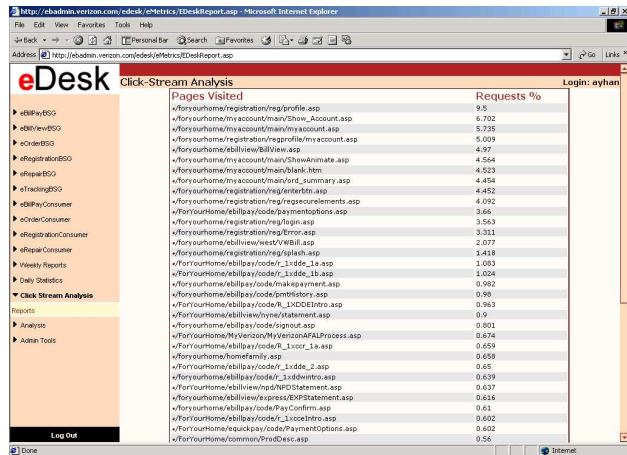 http://ebadmin.verizon.com/edesk/eMetrics/EDeskReport.asp - Microsoft Internet Explorer
File Edit View Favorites Tools Help
Back Personal Bar Search Favorites
Address http://ebadmin.verizon.com/edesk/eMetrics/EDeskReport.asp Go Links »
eDesk
Click-Stream Analysis Login: ayhan
Pages Visited Requests %
/foryourhome/registration/reg/profile.asp 9.5
/foryourhome/myaccount/main/Show_Account.asp 6.702
/foryourhome/myaccount/main/myaccount.asp 5.735
/foryourhome/registration/regprofile/myaccount.asp 5.009
/foryourhome/ebillview/BillView.asp 4.97
/foryourhome/myaccount/main/ShowAnimate.asp 4.564
/foryourhome/myaccount/main/blank.htm 4.523
/foryourhome/myaccount/main/ord_summary.asp 4.454
/foryourhome/registration/reg/enterbtn.asp 4.452
/foryourhome/registration/reg/regsecurelements.asp 4.092
/ForYourHome/ebillpay/code/paymentoptions.asp 3.66
/foryourhome/registration/reg/login.asp 3.563
/foryourhome/registration/reg/Error.asp 3.311
/foryourhome/ebillview/west/VWBill.asp 2.077
/foryourhome/registration/reg/splash.asp 1.418
/ForYourHome/ebillpay/code/r_1xdde_1a.asp 1.083
/ForYourHome/ebillpay/code/r_1xdde_1b.asp 1.024
/ForYourHome/ebillpay/code/makepayment.asp 0.982
/ForYourHome/ebillpay/code/pmtHistory.asp 0.98
/ForYourHome/ebillpay/code/R_1XDDEIntro.asp 0.963
/ForYourHome/ebillview/nyne/statement.asp 0.9
/ForYourHome/ebillpay/code/signout.asp 0.801
/ForYourHome/MyVerizon/MyVerizonAFALProcess.asp 0.674
/ForYourHome/ebillpay/code/R_1xccr_1a.asp 0.659
/foryourhome/homefamily.asp 0.658
/ForYourHome/ebillpay/code/r_1xdde_2.asp 0.65
/ForYourHome/ebillpay/code/r_1xddwintro.asp 0.639
/ForYourHome/ebillview/npd/NPDStatement.asp 0.637
/foryourhome/ebillview/express/EXPStatement.asp 0.616
/ForYourHome/ebillpay/code/PayConfirm.asp 0.61
/ForYourHome/ebillpay/code/r_1xcceIntro.asp 0.602
/ForYourHome/equickpay/code/PaymentOptions.asp 0.602
/ForYourHome/common/ProdDesc.asp 0.56
eBillPayBSG
eBillViewBSG
eOrderBSG
eRegistrationBSG
eRepairBSG
eTrackingBSG
eBillPayConsumer
eOrderConsumer
eRegistrationConsumer
eRepairConsumer
Weekly Reports
Daily Statistics
Click Stream Analysis
Reports
Analysis
Admin Tools
Log Out
Done Internet